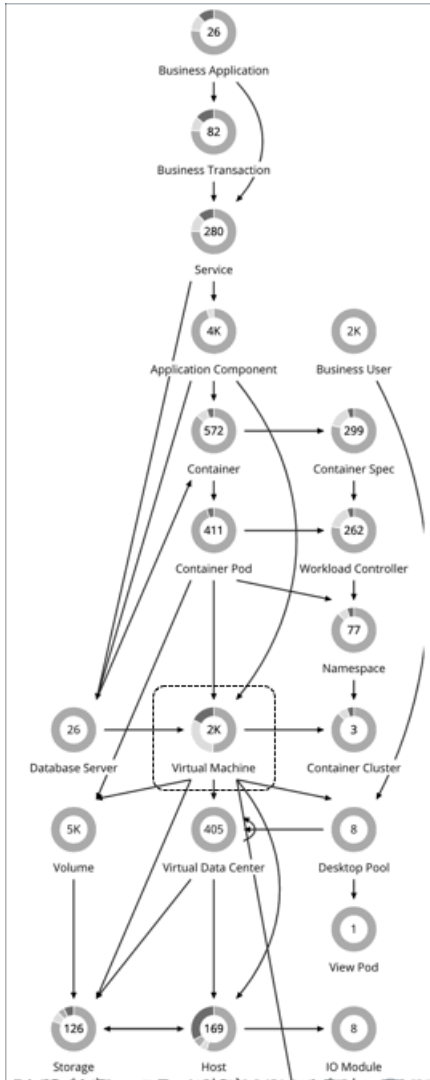 26
Business Application
82
Business Transaction
280
Service
4K
2K
Application Component
Business User
572
299
Container
Container Spec
411
262
Container Pod
Workload Controller
77
Namespace
26
2K
3
Database Server
Virtual Machine
Container Cluster
5K
405
8
Volume
Virtual Data Center
Desktop Pool
1
View Pod
126
169
8
Storage
Host
IO Module